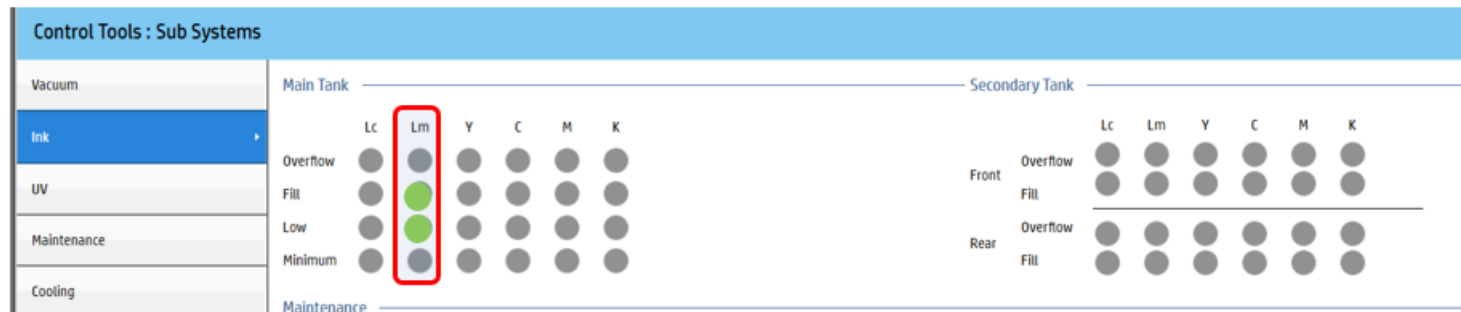 Control Tools : Sub Systems
Vacuum
Ink
UV
Maintenance
Cooling
Main Tank
Lc Lm Y C M K
Overflow
Fill
Low
Minimum
Maintenance
Secondary Tank
Lc Lm Y C M K
Front
Overflow
Fill
Rear
Overflow
Fill